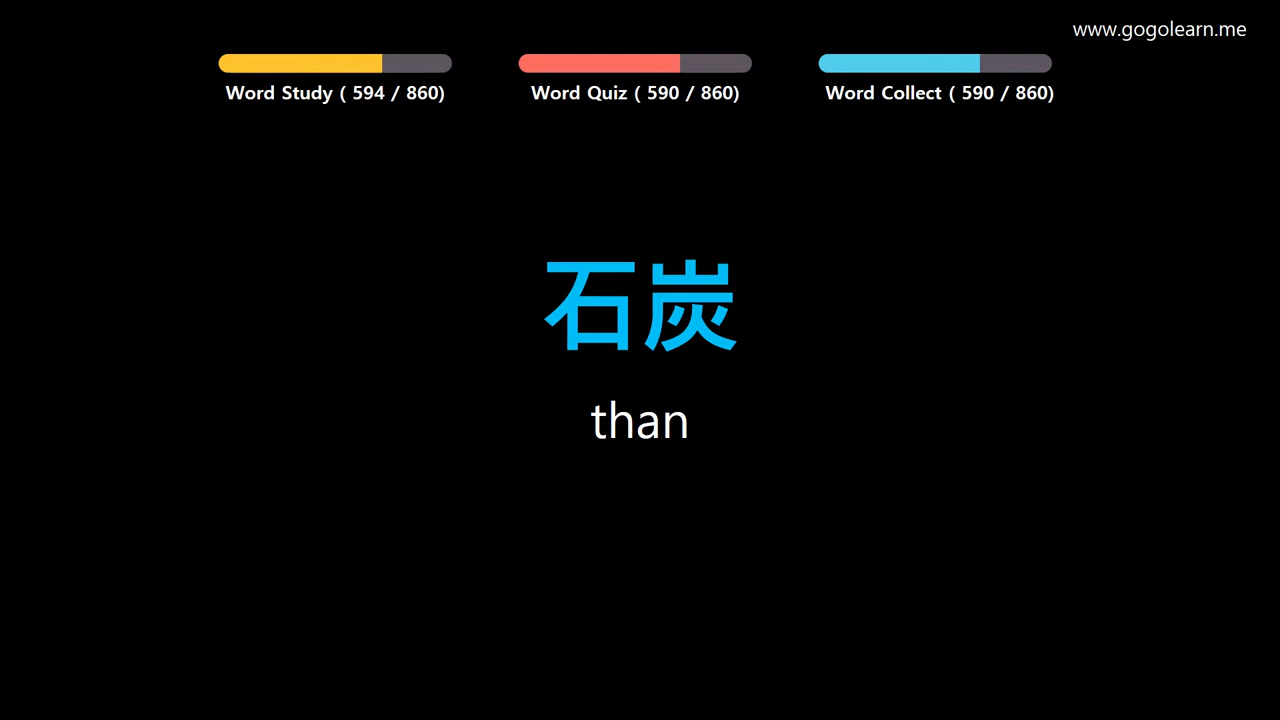 www.gogolearn.me
Word Study ( 594 / 860)
Word Quiz ( 590 / 860)
Word Collect ( 590 / 860)
石炭
than